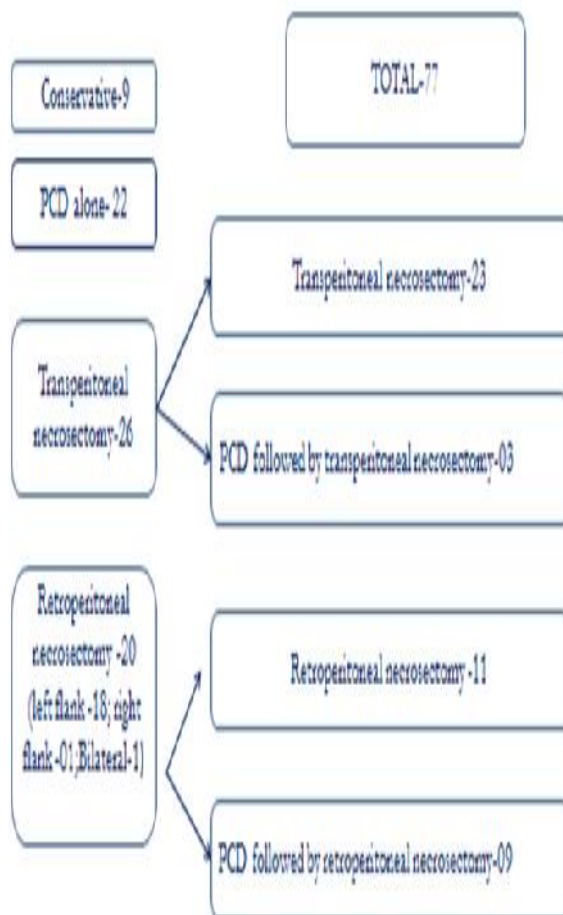 TOTAL-77
Conservative-9
PCD alone- 22
Transperitoneal
necrosectomy-26
Transperitoneal necrosectomy-23
PCD followed by transperitoneal necrosectomy-03
Retroperitoneal
necrosectomy -20
(left flank -18; right
flank -01;Bilateral-1)
Retroperitoneal necrosectomy -11
PCD followed by retroperitoneal necrosectomy-09